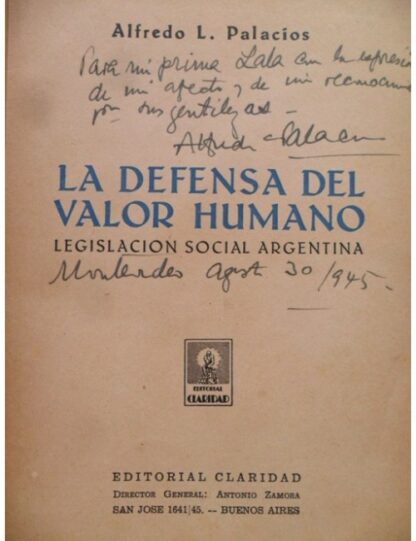 Alfredo L. Palacios
Para mi prima Lala con la expresión
de mi afecto y de mi reconocim
por sus gentilezas -
Alfredo Palacios
LA DEFENSA DEL
VALOR HUMANO
LEGISLACION SOCIAL ARGENTINA
Montevideo Agost 30/945-
EDITORIAL
CLARIDAD
EDITORIAL CLARIDAD
DIRECTOR GENERAL: ANTONIO ZAMORA
SAN JOSE 1641|45. -- BUENOS AIRES